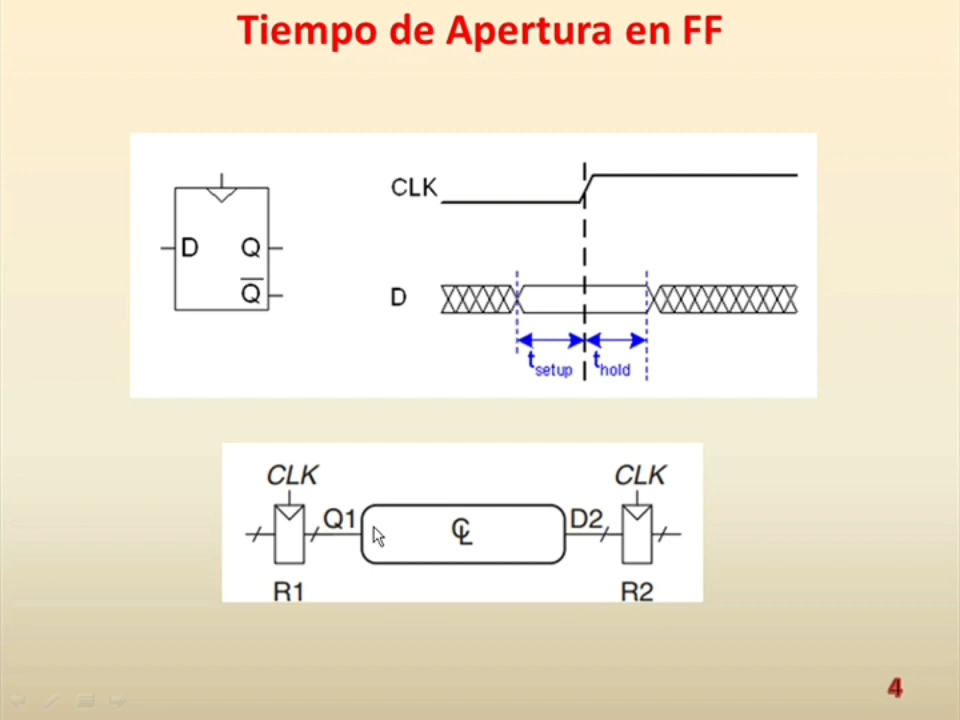 Tiempo de Apertura en FF
CLK
D Q
Q
D
tsetup thold
CLK CLK
Q1 CL D2
R1 R2
4